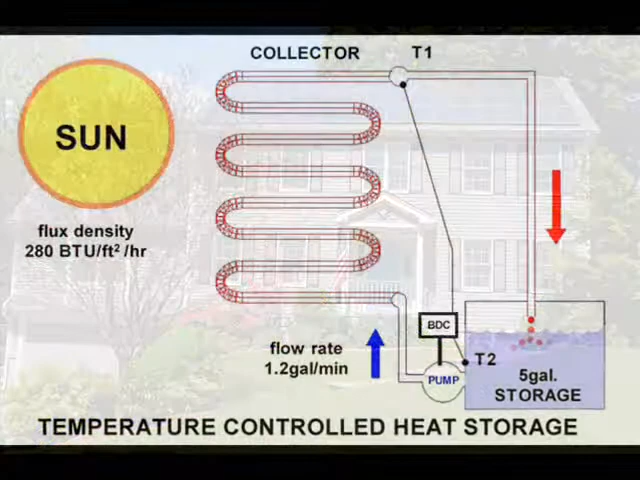 COLLECTOR
T1
SUN
flux density
280 BTU/ft² /hr
BDC
flow rate
1.2gal/min
T2
PUMP
5gal.
STORAGE
TEMPERATURE CONTROLLED HEAT STORAGE